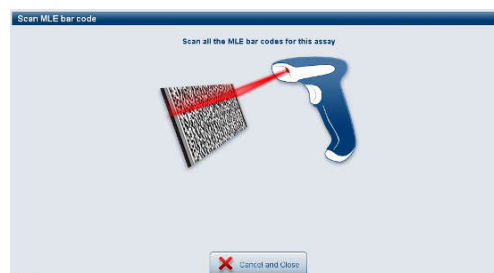 Scan MLE bar code
Scan all the MLE bar codes for this assay
Cancel and Close